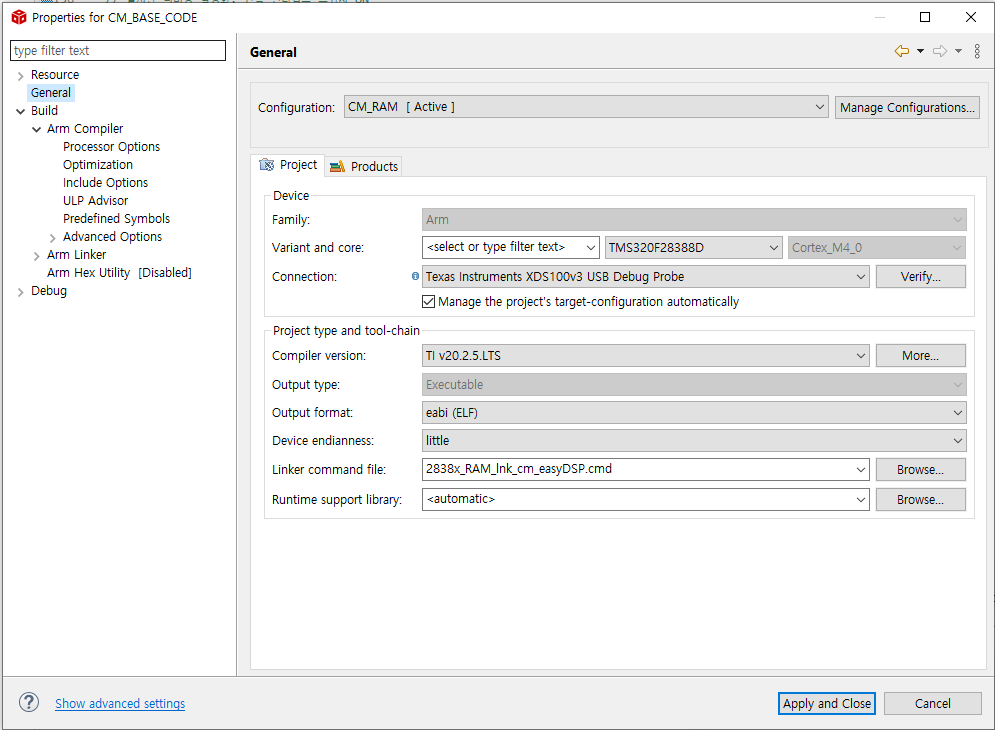 Properties for CM_BASE_CODE
type filter text
Resource
General
Build
Arm Compiler
Processor Options
Optimization
Include Options
ULP Advisor
Predefined Symbols
Advanced Options
Arm Linker
Arm Hex Utility [Disabled]
Debug
General
Configuration: CM_RAM [ Active ] Manage Configurations...
Project Products
Device
Family: Arm
Variant and core: <select or type filter text> TMS320F28388D Cortex_M4_0
Connection: Texas Instruments XDS100v3 USB Debug Probe Verify...
Manage the project's target-configuration automatically
Project type and tool-chain
Compiler version: TI v20.2.5.LTS More...
Output type: Executable
Output format: eabi (ELF)
Device endianness: little
Linker command file: 2838x_RAM_lnk_cm_easyDSP.cmd Browse...
Runtime support library: <automatic> Browse...
? Show advanced settings Apply and Close Cancel